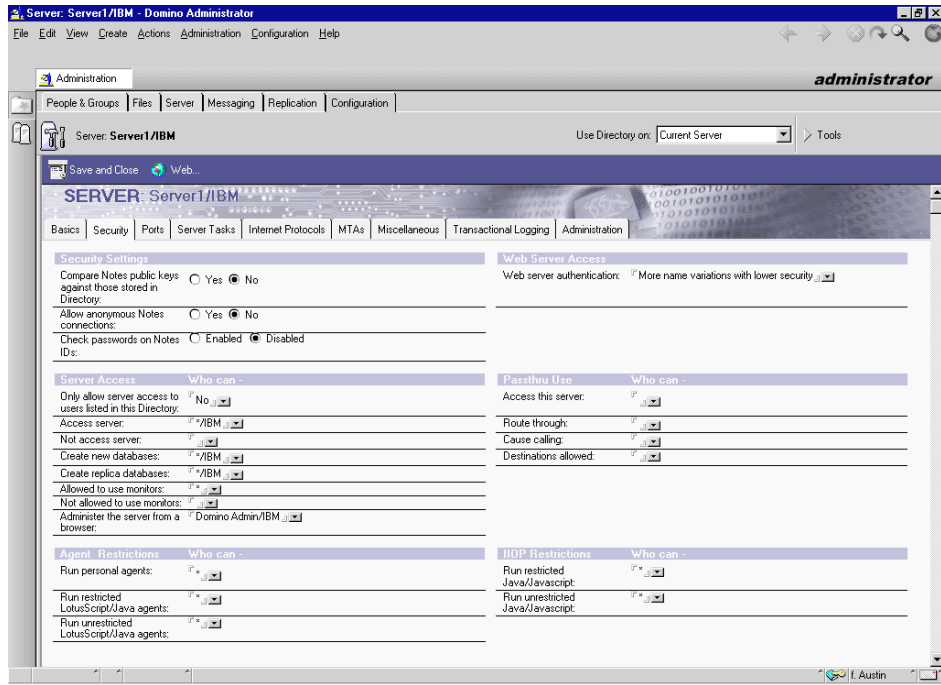 Server: Server1/IBM - Domino Administrator
File Edit View Create Actions Administration Configuration Help
Administration
administrator
People & Groups Files Server Messaging Replication Configuration
Server: Server1/IBM
Use Directory on: Current Server
Tools
Save and Close Web...
SERVER: Server1/IBM
Basics Security Ports Server Tasks Internet Protocols MTAs Miscellaneous Transactional Logging Administration
Security Settings
Compare Notes public keys
against those stored in
Directory:
Yes No
Allow anonymous Notes
connections:
Yes No
Check passwords on Notes
IDs:
Enabled Disabled
Web Server Access
Web server authentication: More name variations with lower security
Server Access Who can -
Only allow server access to
users listed in this Directory:
No
Access server: */IBM
Not access server:
Create new databases: */IBM
Create replica databases: */IBM
Allowed to use monitors: *
Not allowed to use monitors:
Administer the server from a
browser:
Domino Admin/IBM
Passthru Use Who can -
Access this server:
Route through:
Cause calling:
Destinations allowed:
Agent Restrictions Who can -
Run personal agents: *
Run restricted
LotusScript/Java agents:
*
Run unrestricted
LotusScript/Java agents:
*
IIOP Restrictions Who can -
Run restricted
Java/Javascript:
*
Run unrestricted
Java/Javascript:
*
f. Austin